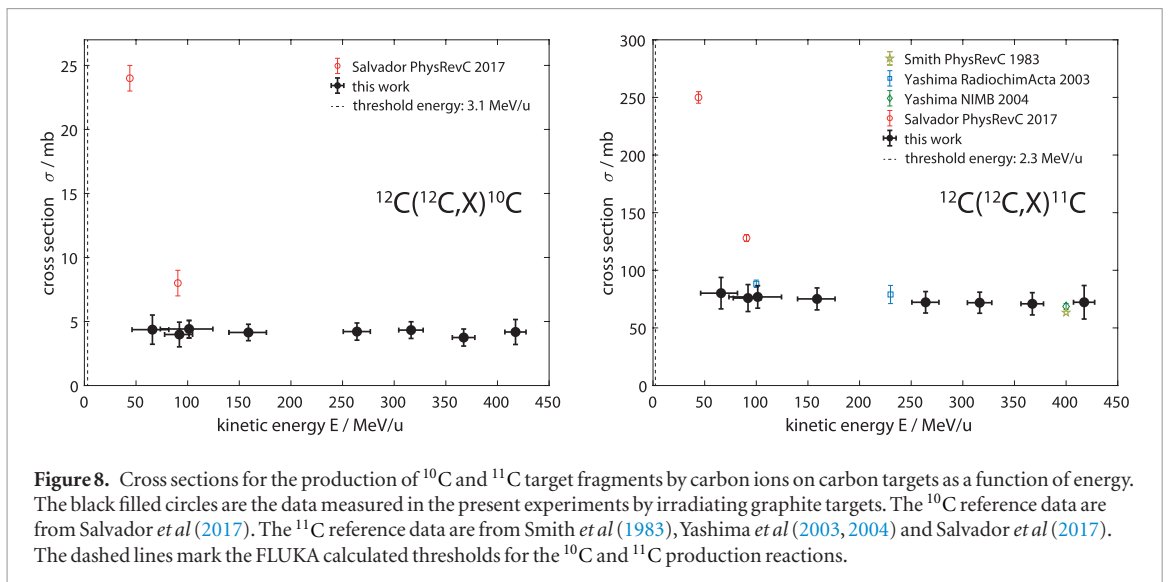 25
20
15
10
5
0
cross section σ / mb
Salvador PhysRevC 2017
this work
threshold energy: 3.1 MeV/u
¹²C(¹²C,X)¹⁰C
0 50 100 150 200 250 300 350 400 450
kinetic energy E / MeV/u
300
250
200
150
100
50
0
cross section σ / mb
Smith PhysRevC 1983
Yashima RadiochimActa 2003
Yashima NIMB 2004
Salvador PhysRevC 2017
this work
threshold energy: 2.3 MeV/u
¹²C(¹²C,X)¹¹C
0 50 100 150 200 250 300 350 400 450
kinetic energy E / MeV/u
Figure 8. Cross sections for the production of ¹⁰C and ¹¹C target fragments by carbon ions on carbon targets as a function of energy.
The black filled circles are the data measured in the present experiments by irradiating graphite targets. The ¹⁰C reference data are
from Salvador et al (2017). The ¹¹C reference data are from Smith et al (1983), Yashima et al (2003, 2004) and Salvador et al (2017).
The dashed lines mark the FLUKA calculated thresholds for the ¹⁰C and ¹¹C production reactions.